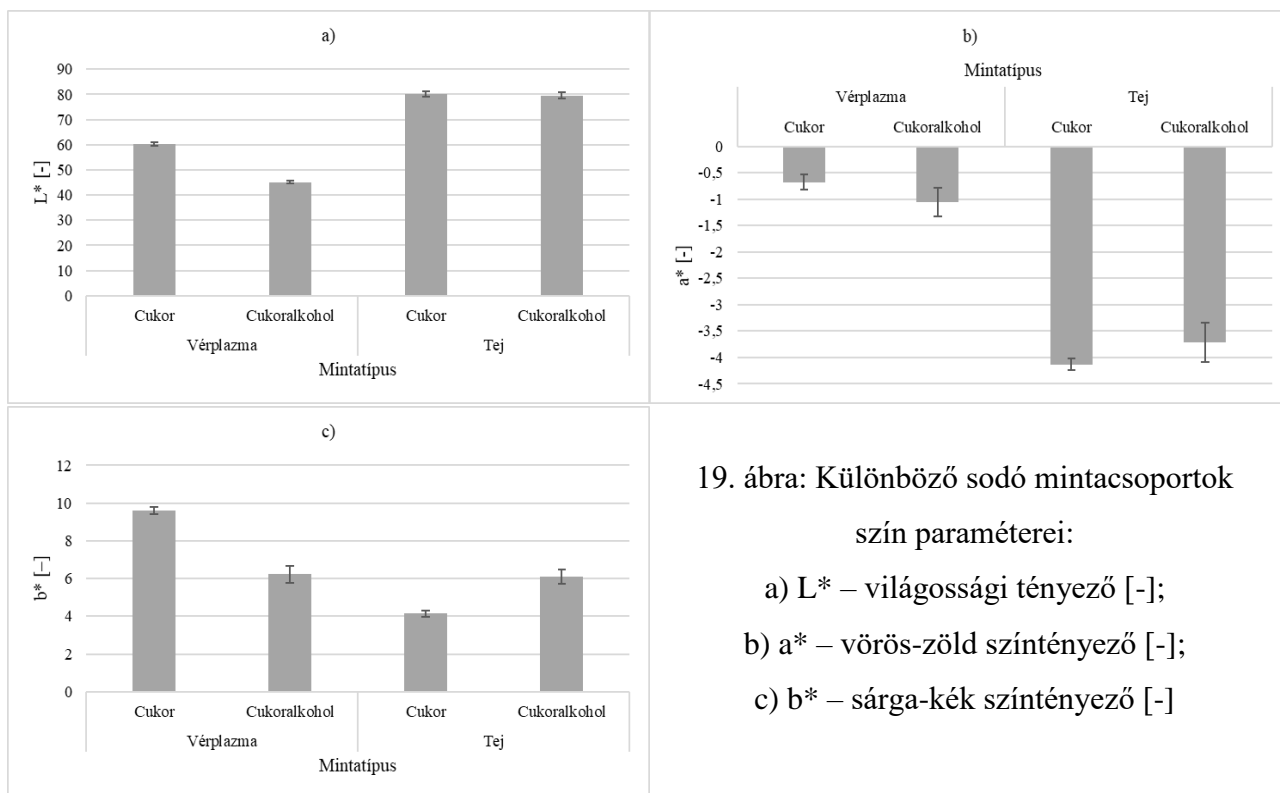 a)
90
80
70
60
50
40
30
20
10
0
L* [-]
Cukor Cukoralkohol Cukor Cukoralkohol
Vérplazma Tej
Mintatípus
b)
Mintatípus
Vérplazma Tej
Cukor Cukoralkohol Cukor Cukoralkohol
0
-0,5
-1
-1,5
-2
-2,5
-3
-3,5
-4
-4,5
a* [-]
c)
12
10
8
6
4
2
0
b* [–]
Cukor Cukoralkohol Cukor Cukoralkohol
Vérplazma Tej
Mintatípus
19. ábra: Különböző sodó mintacsoportok
szín paraméterei:
a) L* – világossági tényező [-];
b) a* – vörös-zöld színtényező [-];
c) b* – sárga-kék színtényező [-]